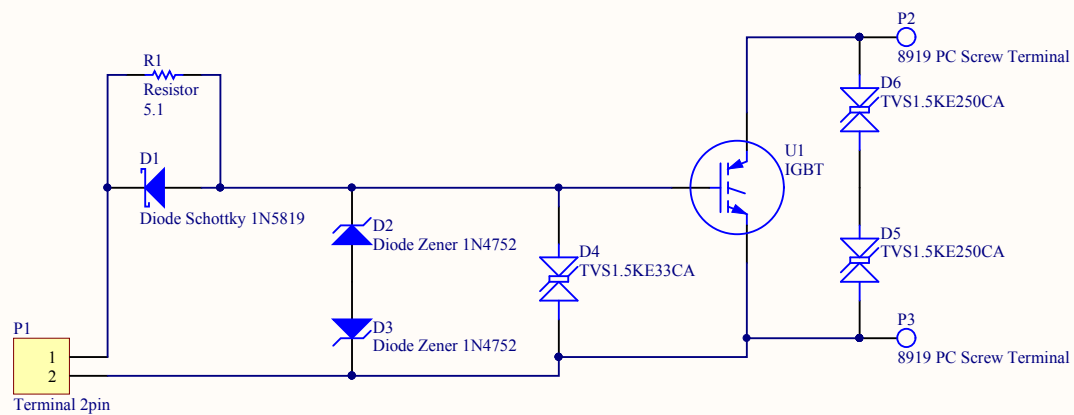 P2
8919 PC Screw Terminal
R1
Resistor
5.1
D6
TVS1.5KE250CA
D1
Diode Schottky 1N5819
U1
IGBT
D2
Diode Zener 1N4752
D4
TVS1.5KE33CA
D5
TVS1.5KE250CA
D3
Diode Zener 1N4752
P3
8919 PC Screw Terminal
P1
1
2
Terminal 2pin